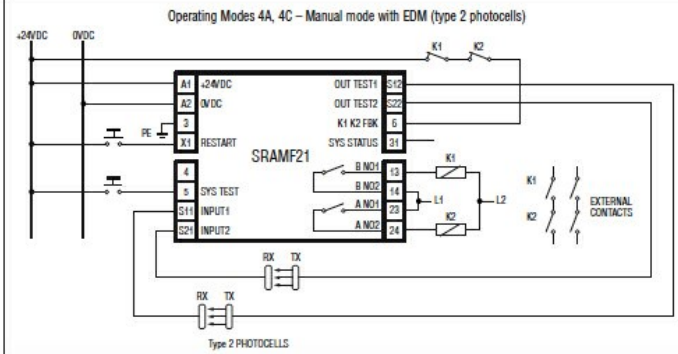 Operating Modes 4A, 4C – Manual mode with EDM (type 2 photocells)
+24VDC 0VDC
K1 K2
A1 +24VDC OUT TEST1 S12
A2 0VDC OUT TEST2 S22
PE 3 K1 K2 FBK 6
X1 RESTART SYS STATUS 31
SRAMF21
4 B NO1 13 K1
5 SYS TEST B NO2 14 L1 L2
S11 INPUT1 A NO1 23
S21 INPUT2 A NO2 24 K2
K1
K2
EXTERNAL
CONTACTS
RX TX
RX TX
Type 2 PHOTOCELLS